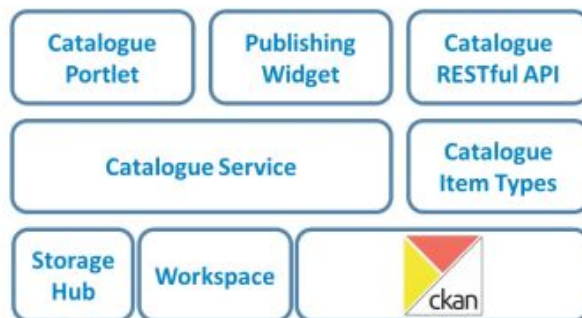 Catalogue
Portlet
Publishing
Widget
Catalogue
RESTful API
Catalogue Service
Catalogue
Item Types
Storage
Hub
Workspace
ckan